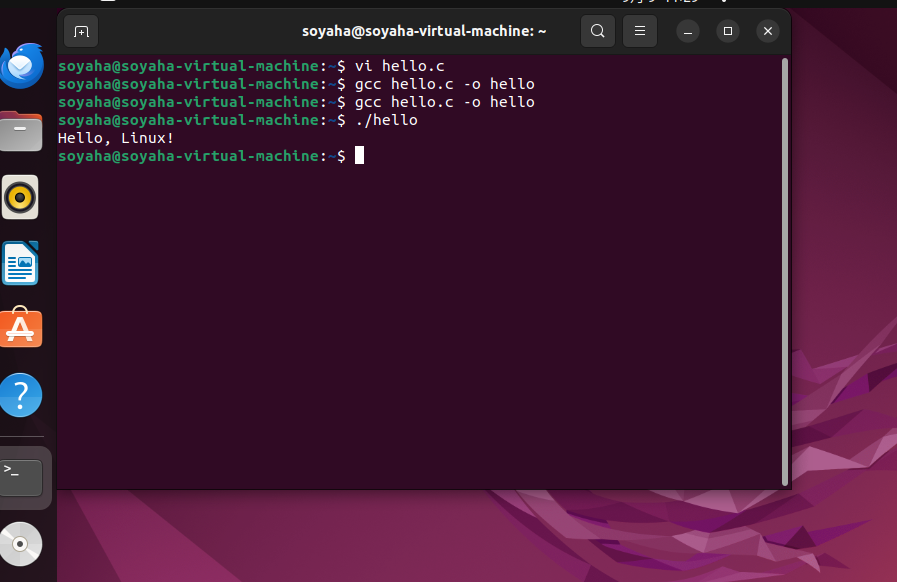 soyaha@soyaha-virtual-machine: ~
soyaha@soyaha-virtual-machine:~$ vi hello.c
soyaha@soyaha-virtual-machine:~$ gcc hello.c -o hello
soyaha@soyaha-virtual-machine:~$ gcc hello.c -o hello
soyaha@soyaha-virtual-machine:~$ ./hello
Hello, Linux!
soyaha@soyaha-virtual-machine:~$